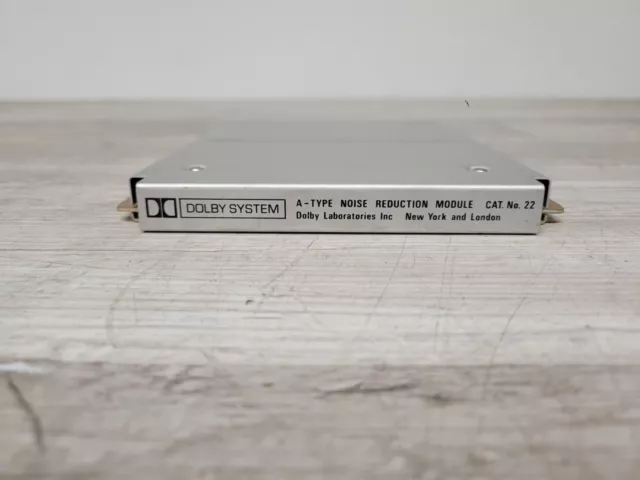 DOLBY SYSTEM
A-TYPE NOISE REDUCTION MODULE CAT. No. 22
Dolby Laboratories Inc New York and London